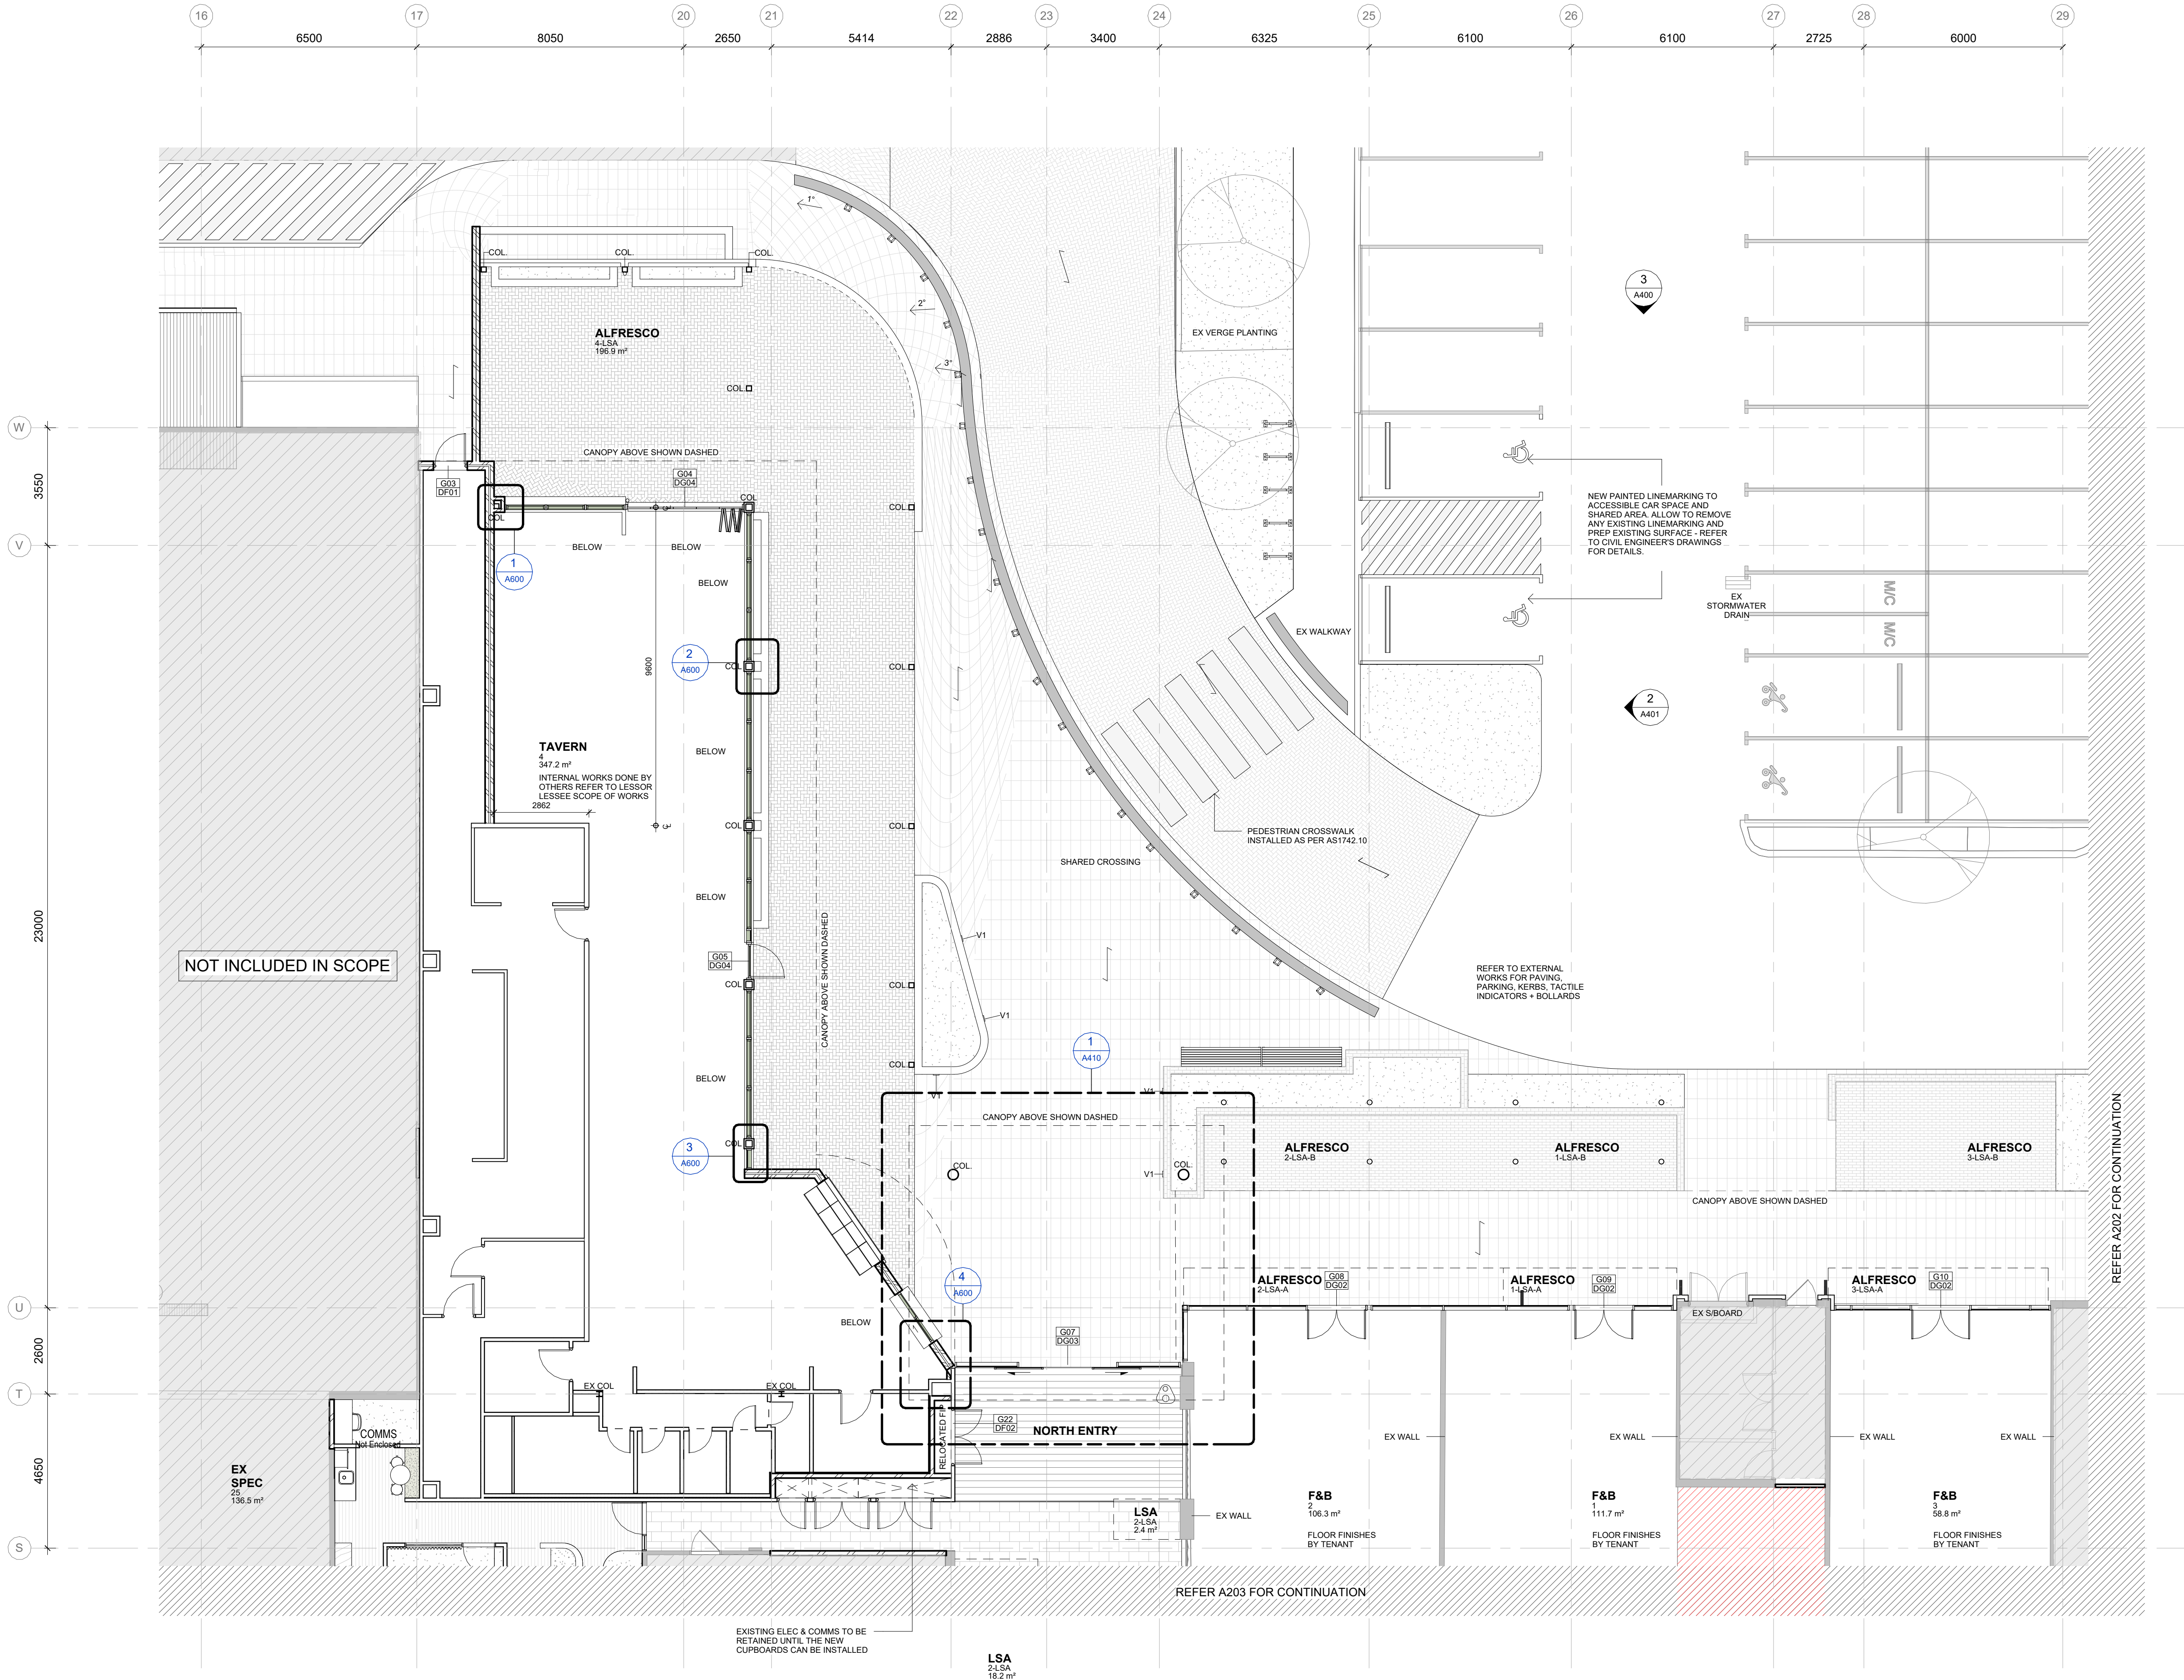 16
17
20
21
22
23
24
25
26
27
28
29
6500
8050
2650
5414
2886
3400
6325
6100
6100
2725
6000
W
3550
V
23000
U
2600
T
4650
S
1°
2°
3°
COL.
COL.
COL.
ALFRESCO
4-LSA
196.9 m²
COL.
EX VERGE PLANTING
3
A400
CANOPY ABOVE SHOWN DASHED
G03
DF01
G04
DG04
COL
COL
COL.
BELOW
BELOW
BELOW
1
A600
NEW PAINTED LINEMARKING TO
ACCESSIBLE CAR SPACE AND
SHARED AREA. ALLOW TO REMOVE
ANY EXISTING LINEMARKING AND
PREP EXISTING SURFACE - REFER
TO CIVIL ENGINEER'S DRAWINGS
FOR DETAILS.
EX
STORMWATER
DRAIN
M/C
M/C
EX WALKWAY
2
A600
COL
COL.
9600
2
A401
TAVERN
4
347.2 m²
INTERNAL WORKS DONE BY
OTHERS REFER TO LESSOR
LESSEE SCOPE OF WORKS
2862
BELOW
COL
COL.
PEDESTRIAN CROSSWALK
INSTALLED AS PER AS1742.10
SHARED CROSSING
BELOW
CANOPY ABOVE SHOWN DASHED
V1
NOT INCLUDED IN SCOPE
G05
DG04
COL
COL.
V1
REFER TO EXTERNAL
WORKS FOR PAVING,
PARKING, KERBS, TACTILE
INDICATORS + BOLLARDS
1
A410
COL.
BELOW
V1
V1
CANOPY ABOVE SHOWN DASHED
3
A600
COL
COL.
V1
COL.
ALFRESCO
2-LSA-B
ALFRESCO
1-LSA-B
ALFRESCO
3-LSA-B
CANOPY ABOVE SHOWN DASHED
REFER A202 FOR CONTINUATION
4
A600
ALFRESCO
2-LSA-A
G08
DG02
ALFRESCO
1-LSA-A
G09
DG02
ALFRESCO
3-LSA-A
G10
DG02
EX S/BOARD
BELOW
G07
DG03
EX COL
EX COL
RELOCATED FIP
G22
DF02
NORTH ENTRY
COMMS
Not Enclosed
EX WALL
EX WALL
EX WALL
EX WALL
EX
SPEC
25
136.5 m²
LSA
2-LSA
2.4 m²
EX WALL
F&B
2
106.3 m²
FLOOR FINISHES
BY TENANT
F&B
1
111.7 m²
FLOOR FINISHES
BY TENANT
F&B
3
58.8 m²
FLOOR FINISHES
BY TENANT
REFER A203 FOR CONTINUATION
EXISTING ELEC & COMMS TO BE
RETAINED UNTIL THE NEW
CUPBOARDS CAN BE INSTALLED
LSA
2-LSA
18.2 m²